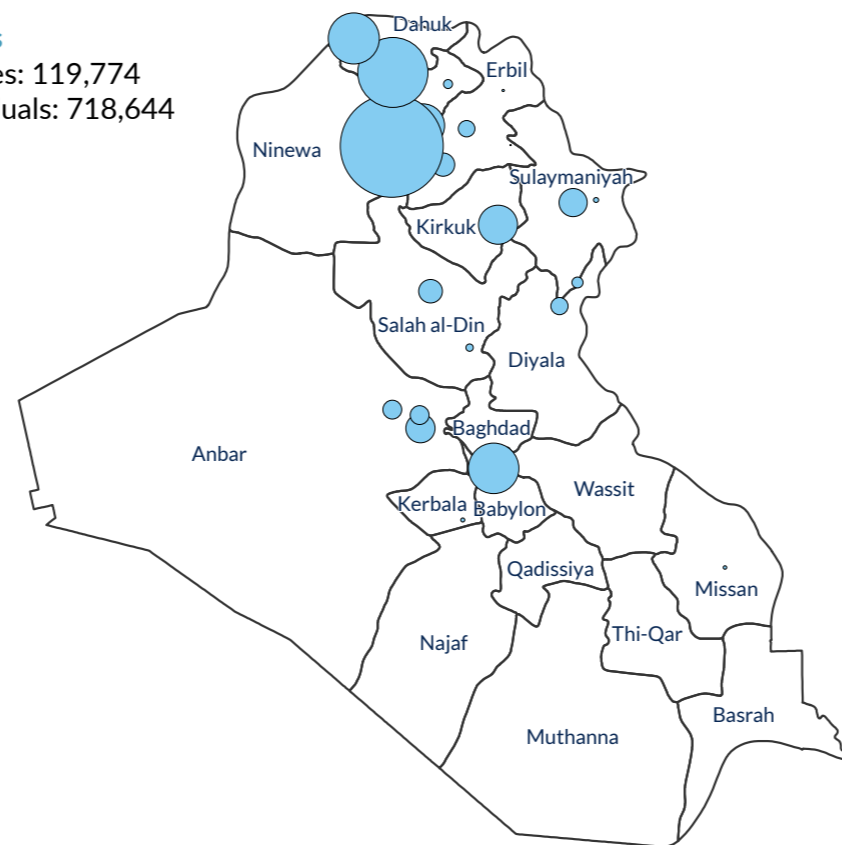 s
es: 119,774
uals: 718,644
Dahuk
Erbil
Ninewa
Sulaymaniyah
Kirkuk
Salah al-Din
Diyala
Baghdad
Anbar
Wassit
Kerbala
Babylon
Qadissiya
Missan
Thi-Qar
Najaf
Basrah
Muthanna